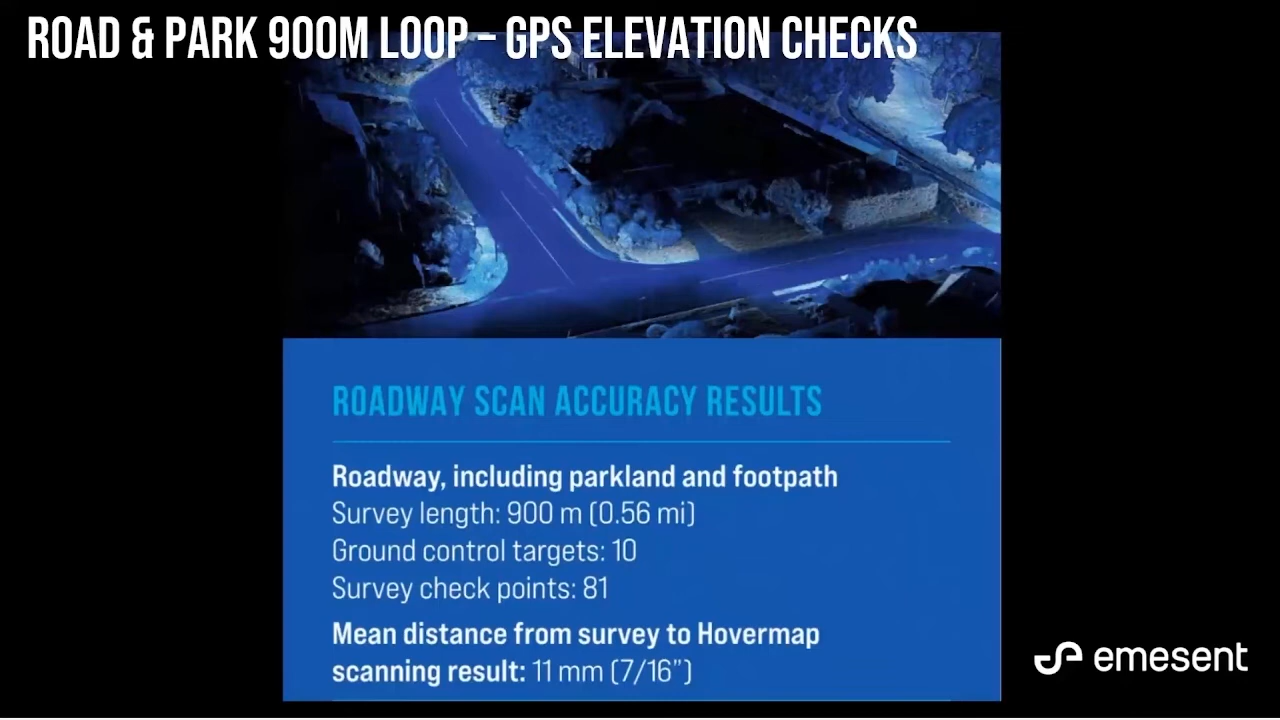 ROAD & PARK 900M LOOP – GPS ELEVATION CHECKS
ROADWAY SCAN ACCURACY RESULTS
Roadway, including parkland and footpath
Survey length: 900 m (0.56 mi)
Ground control targets: 10
Survey check points: 81
Mean distance from survey to Hovermap
scanning result: 11 mm (7/16”)
emesent